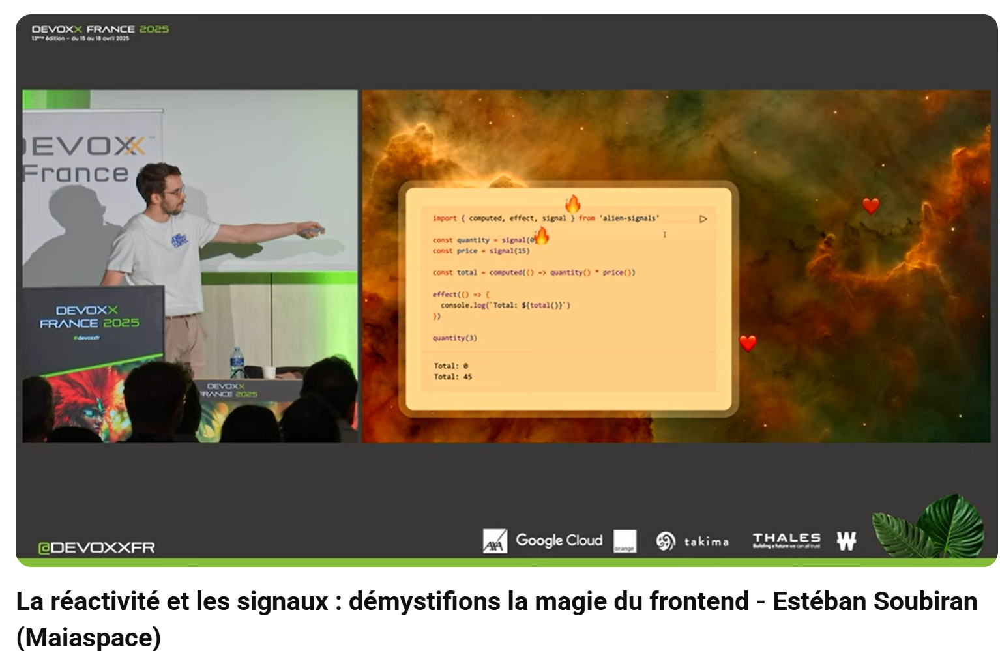 DEVOXX FRANCE 2025
13ème édition – du 16 au 18 avril 2025
DEVOXX™
France
DEVOXX
FRANCE 2025
@devoxxfr
DEVOXX
FRANCE 2025
import { computed, effect, signal } from 'alien-signals'
const quantity = signal(0
const price = signal(15)
const total = computed(() => quantity() * price())
effect(() => {
console.log(`Total: ${total()}`)
})
quantity(3)
Total: 0
Total: 45
@DEVOXXFR
AXA
Google Cloud
orange
takima
THALES
Building a future we can all trust
W
La réactivité et les signaux : démystifions la magie du frontend - Estéban Soubiran
(Maiaspace)